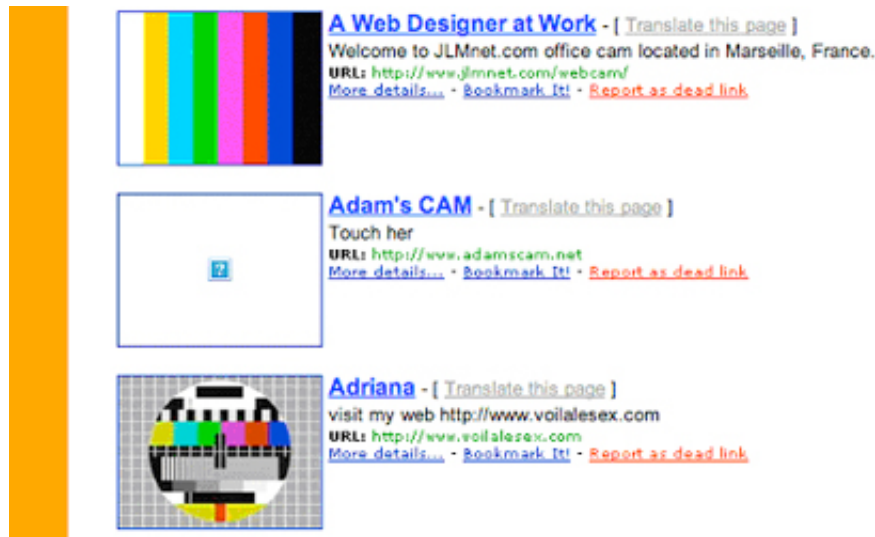 A Web Designer at Work - [ Translate this page ]
Welcome to JLMnet.com office cam located in Marseille, France.
URL: http://www.jlmnet.com/webcam/
More details... - Bookmark It! - Report as dead link
Adam's CAM - [ Translate this page ]
Touch her
URL: http://www.adamscam.net
More details... - Bookmark It! - Report as dead link
Adriana - [ Translate this page ]
visit my web http://www.voilalesex.com
URL: http://www.voilalesex.com
More details... - Bookmark It! - Report as dead link